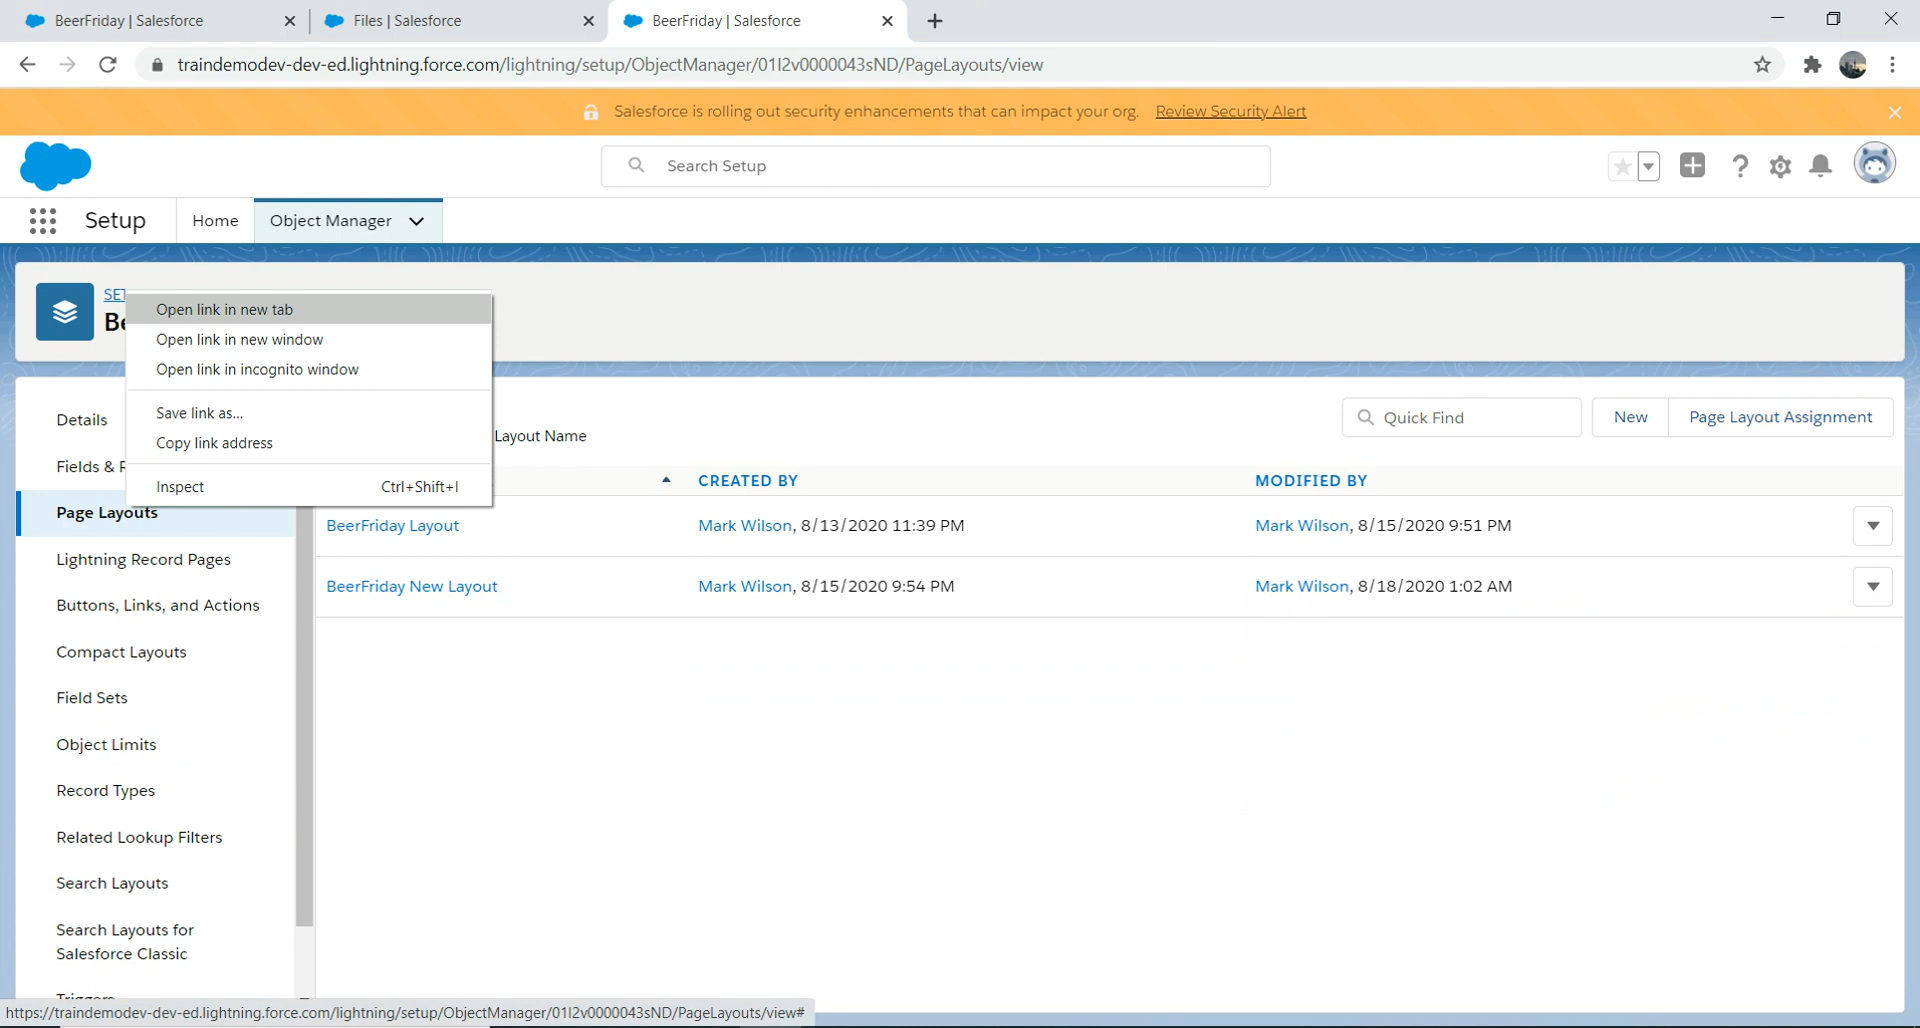 BeerFriday | Salesforce
Files | Salesforce
BeerFriday | Salesforce
traindemodev-dev-ed.lightning.force.com/lightning/setup/ObjectManager/01I2v0000043sND/PageLayouts/view
Salesforce is rolling out security enhancements that can impact your org. Review Security Alert
Search Setup
Setup
Home
Object Manager
SET
Be
Open link in new tab
Open link in new window
Open link in incognito window
Save link as...
Copy link address
Inspect Ctrl+Shift+I
Layout Name
Quick Find
New
Page Layout Assignment
CREATED BY
MODIFIED BY
BeerFriday Layout
Mark Wilson, 8/13/2020 11:39 PM
Mark Wilson, 8/15/2020 9:51 PM
BeerFriday New Layout
Mark Wilson, 8/15/2020 9:54 PM
Mark Wilson, 8/18/2020 1:02 AM
Details
Fields &
Page Layouts
Lightning Record Pages
Buttons, Links, and Actions
Compact Layouts
Field Sets
Object Limits
Record Types
Related Lookup Filters
Search Layouts
Search Layouts for
Salesforce Classic
Triggers
https://traindemodev-dev-ed.lightning.force.com/lightning/setup/ObjectManager/01I2v0000043sND/PageLayouts/view#